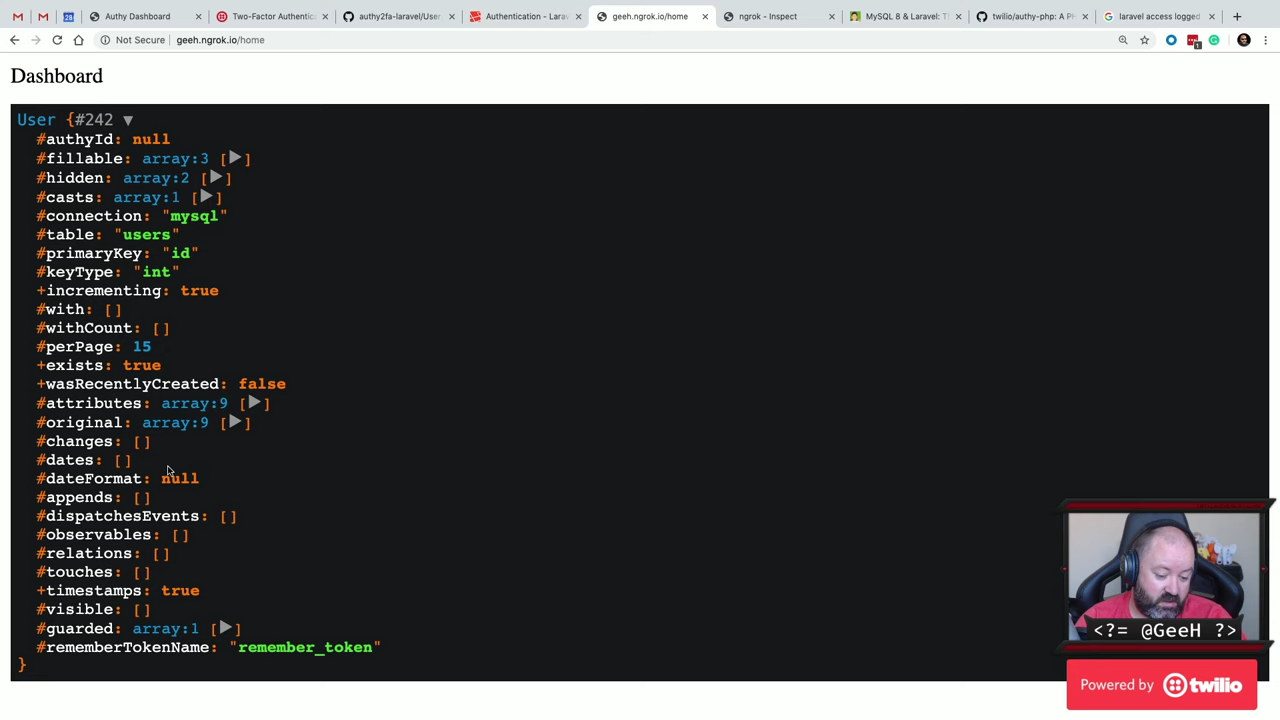 Authy Dashboard
Two-Factor Authentic
authy2fa-laravel/User
Authentication - Larav
geeh.ngrok.io/home
ngrok - Inspect
MySQL 8 & Laravel: T
twilio/authy-php: A P
laravel access logged
Not Secure
geeh.ngrok.io/home
Dashboard
User {#242 ▼
#authyId: null
#fillable: array:3 [▶]
#hidden: array:2 [▶]
#casts: array:1 [▶]
#connection: "mysql"
#table: "users"
#primaryKey: "id"
#keyType: "int"
+incrementing: true
#with: []
#withCount: []
#perPage: 15
+exists: true
+wasRecentlyCreated: false
#attributes: array:9 [▶]
#original: array:9 [▶]
#changes: []
#dates: []
#dateFormat: null
#appends: []
#dispatchesEvents: []
#observables: []
#relations: []
#touches: []
+timestamps: true
#visible: []
#guarded: array:1 [▶]
#rememberTokenName: "remember_token"
}
<?= @GeeH ?>
Powered by twilio